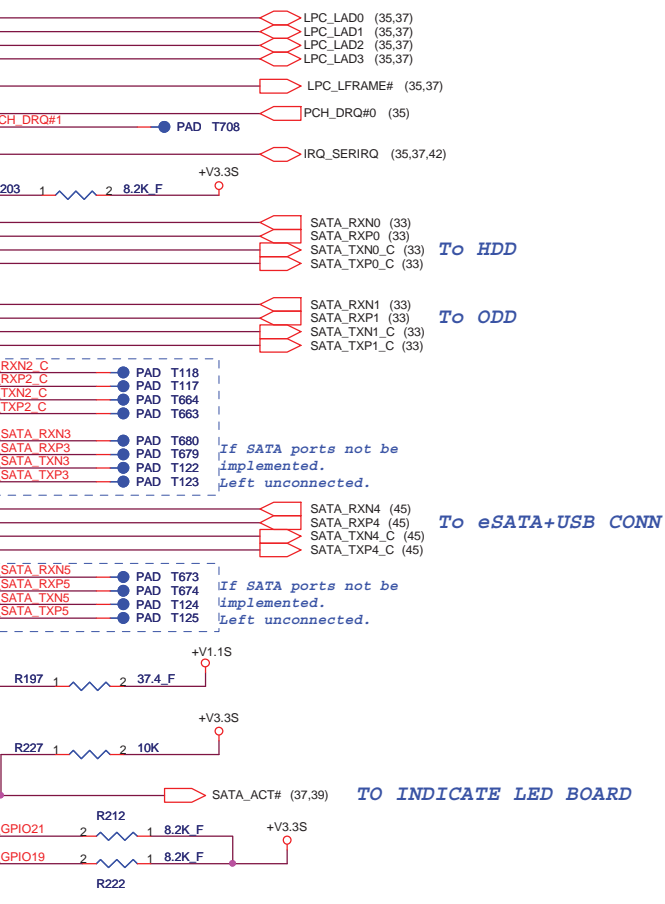 LPC_LAD0 (35,37)
LPC_LAD1 (35,37)
LPC_LAD2 (35,37)
LPC_LAD3 (35,37)
LPC_LFRAME# (35,37)
PCH_DRQ#0 (35)
CH_DRQ#1 PAD T708
IRQ_SERIRQ (35,37,42)
+V3.3S
203 1 2 8.2K_F
SATA_RXN0 (33)
SATA_RXP0 (33)
SATA_TXN0_C (33) To HDD
SATA_TXP0_C (33)
SATA_RXN1 (33)
SATA_RXP1 (33) To ODD
SATA_TXN1_C (33)
SATA_TXP1_C (33)
RXN2_C PAD T118
RXP2_C PAD T117
TXN2_C PAD T664
TXP2_C PAD T663
SATA_RXN3 PAD T680
SATA_RXP3 PAD T679 If SATA ports not be
SATA_TXN3 PAD T122 implemented.
SATA_TXP3 PAD T123 Left unconnected.
SATA_RXN4 (45)
SATA_RXP4 (45) To eSATA+USB CONN
SATA_TXN4_C (45)
SATA_TXP4_C (45)
SATA_RXN5 PAD T673
SATA_RXP5 PAD T674 If SATA ports not be
SATA_TXN5 PAD T124 implemented.
SATA_TXP5 PAD T125 Left unconnected.
+V1.1S
R197 1 2 37.4_F
+V3.3S
R227 1 2 10K
SATA_ACT# (37,39) TO INDICATE LED BOARD
R212
GPIO21 2 1 8.2K_F +V3.3S
GPIO19 2 1 8.2K_F
R222